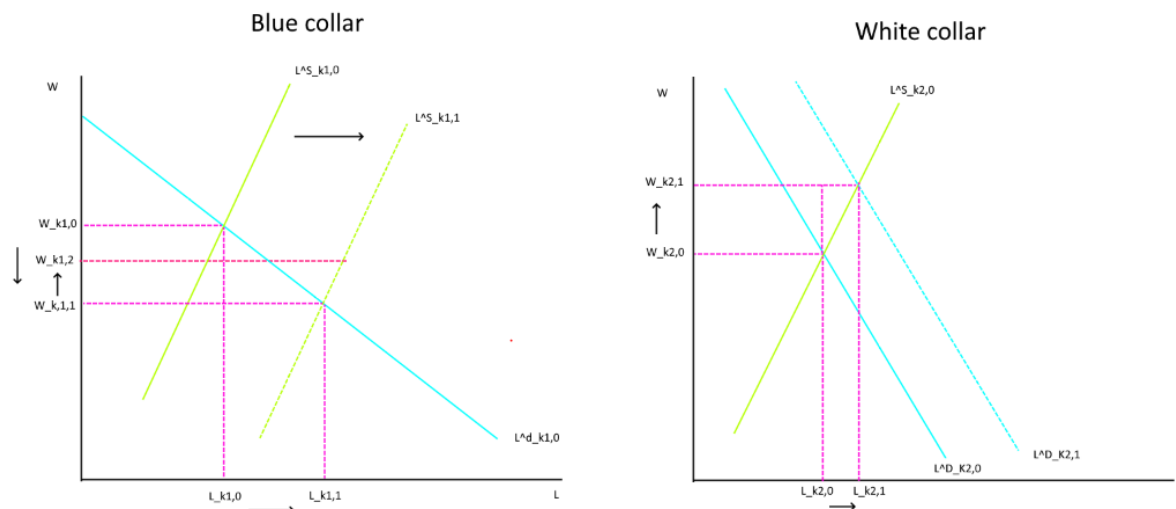 Blue collar
W
L^S_k1,0
L^S_k1,1
W_k1,0
W_k1,2
W_k,1,1
L^d_k1,0
L_k1,0
L_k1,1
L
White collar
W
L^S_k2,0
W_k2,1
W_k2,0
L^D_K2,0
L^D_K2,1
L_k2,0
L_k2,1